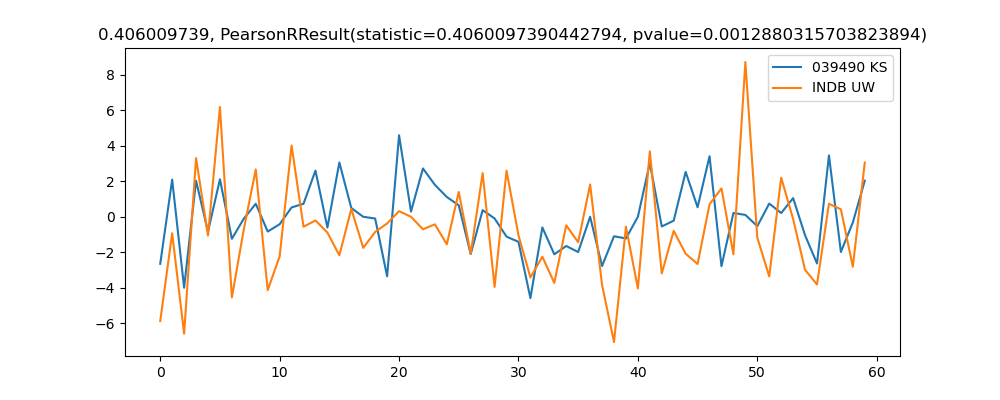 0.406009739, PearsonRResult(statistic=0.4060097390442794, pvalue=0.0012880315703823894)
039490 KS
INDB UW
8
6
4
2
0
−2
−4
−6
0 10 20 30 40 50 60